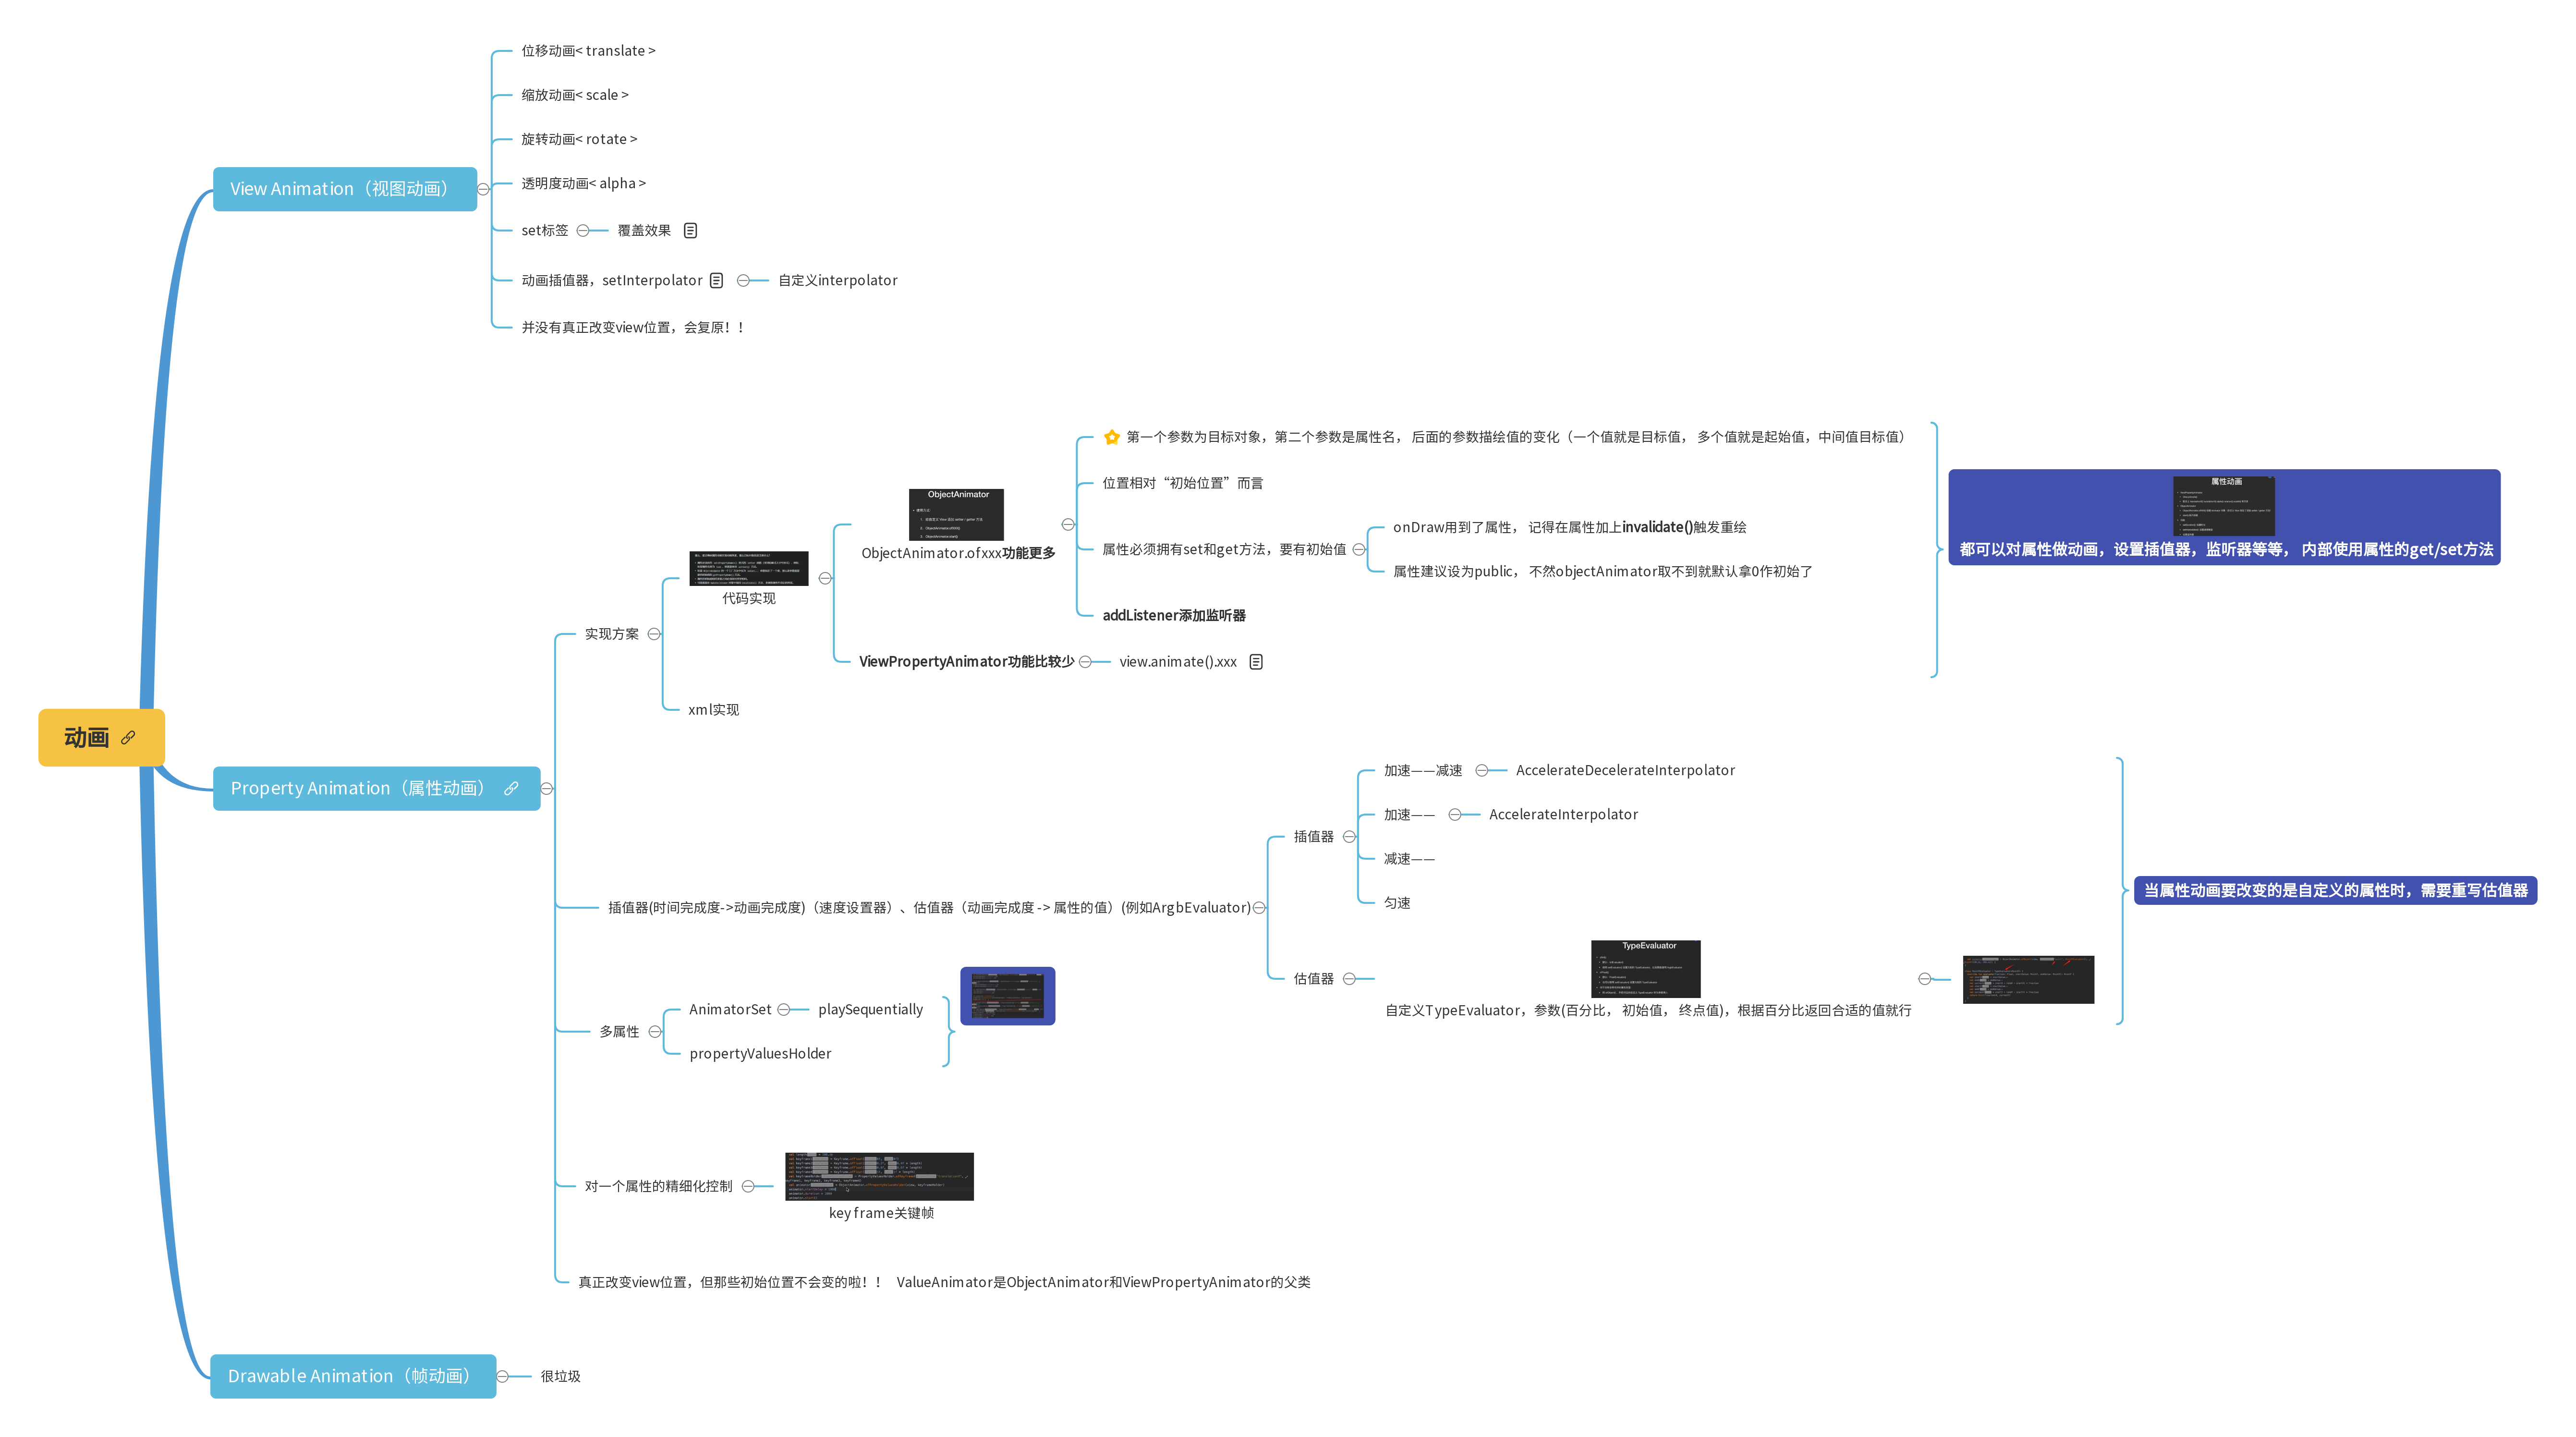 位移动画< translate >
缩放动画< scale >
旋转动画< rotate >
透明度动画< alpha >
View Animation（视图动画）
set标签
覆盖效果
动画插值器，setInterpolator
自定义interpolator
并没有真正改变view位置，会复原！！
动画
Property Animation（属性动画）
实现方案
代码实现
ObjectAnimator
ObjectAnimator.ofxxx功能更多
第一个参数为目标对象，第二个参数是属性名， 后面的参数描绘值的变化（一个值就是目标值， 多个值就是起始值，中间值目标值）
位置相对“初始位置”而言
属性必须拥有set和get方法，要有初始值
onDraw用到了属性， 记得在属性加上invalidate()触发重绘
属性建议设为public， 不然objectAnimator取不到就默认拿0作初始了
addListener添加监听器
ViewPropertyAnimator功能比较少
view.animate().xxx
属性动画
都可以对属性做动画，设置插值器，监听器等等， 内部使用属性的get/set方法
xml实现
插值器(时间完成度->动画完成度)（速度设置器）、估值器（动画完成度 -> 属性的值）(例如ArgbEvaluator)
插值器
加速——减速
AccelerateDecelerateInterpolator
加速——
AccelerateInterpolator
减速——
匀速
估值器
TypeEvaluator
自定义TypeEvaluator，参数(百分比， 初始值， 终点值)，根据百分比返回合适的值就行
当属性动画要改变的是自定义的属性时，需要重写估值器
多属性
AnimatorSet
playSequentially
propertyValuesHolder
对一个属性的精细化控制
key frame关键帧
真正改变view位置，但那些初始位置不会变的啦！！ ValueAnimator是ObjectAnimator和ViewPropertyAnimator的父类
Drawable Animation（帧动画）
很垃圾